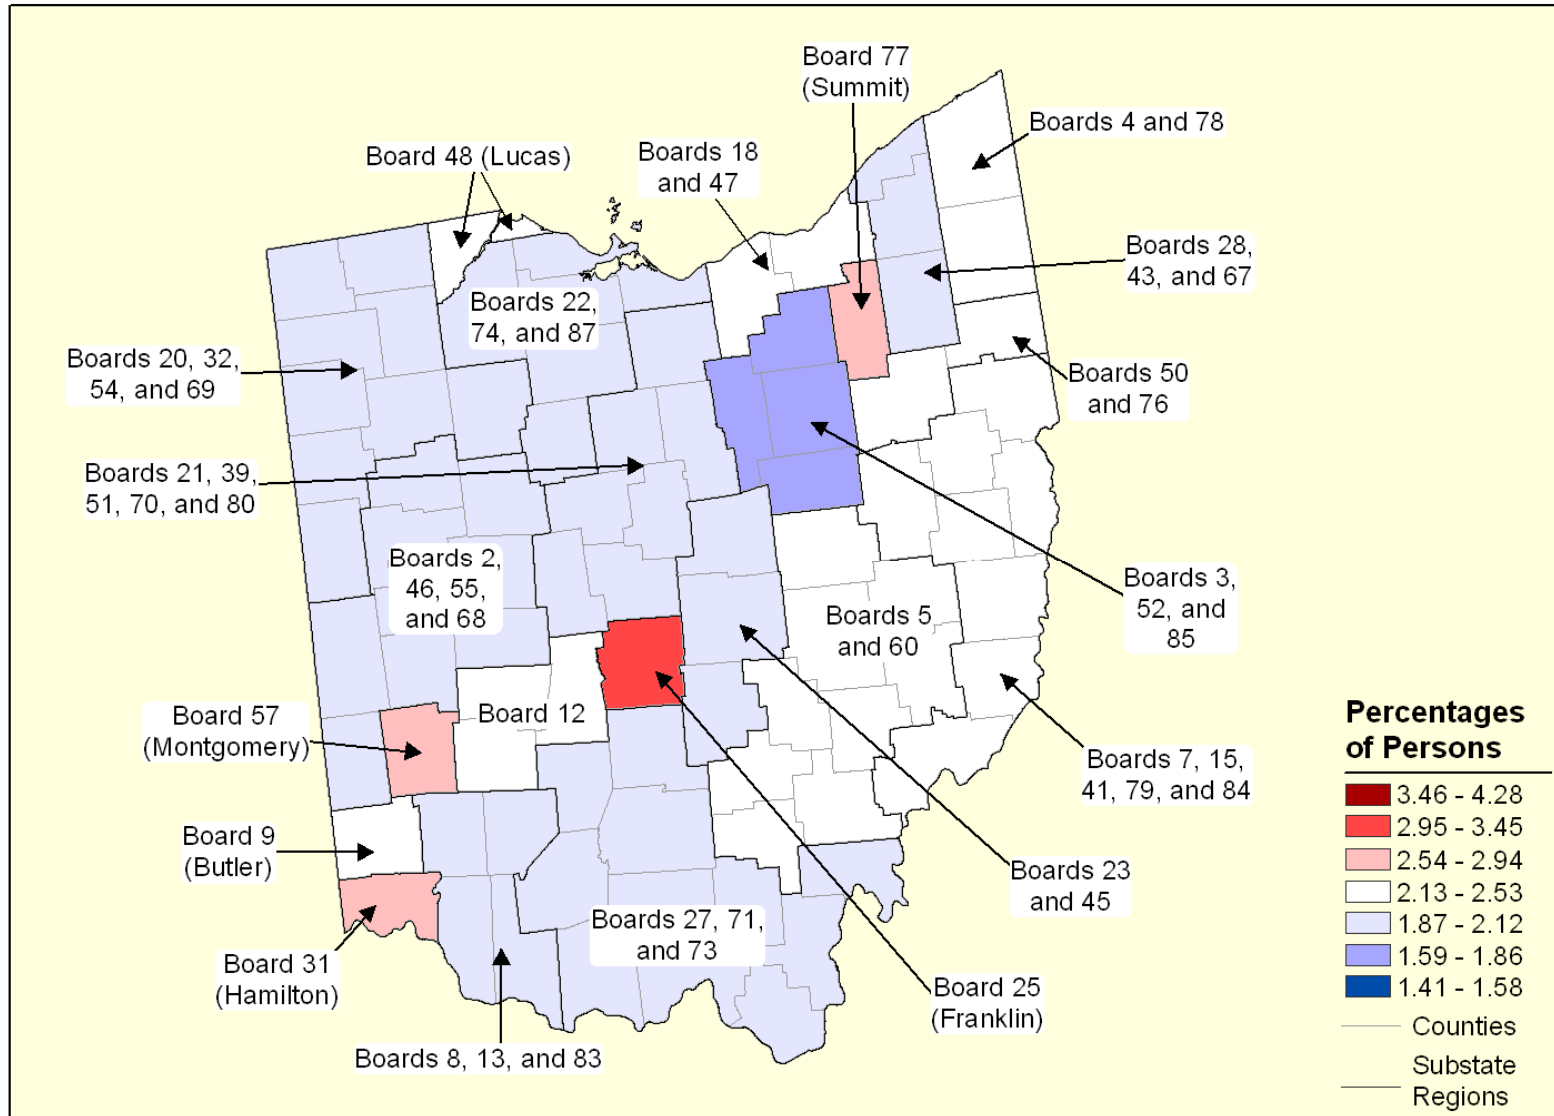 Board 77
(Summit)
Boards 4 and 78
Board 48 (Lucas)
Boards 18
and 47
Boards 28,
43, and 67
Boards 22,
74, and 87
Boards 20, 32,
54, and 69
Boards 50
and 76
Boards 21, 39,
51, 70, and 80
Boards 2,
46, 55,
and 68
Boards 3,
52, and
85
Boards 5
and 60
Board 57
(Montgomery)
Board 12
Boards 7, 15,
41, 79, and 84
Board 9
(Butler)
Boards 23
and 45
Boards 27, 71,
and 73
Board 31
(Hamilton)
Board 25
(Franklin)
Boards 8, 13, and 83
Percentages
of Persons
3.46 - 4.28
2.95 - 3.45
2.54 - 2.94
2.13 - 2.53
1.87 - 2.12
1.59 - 1.86
1.41 - 1.58
Counties
Substate
Regions